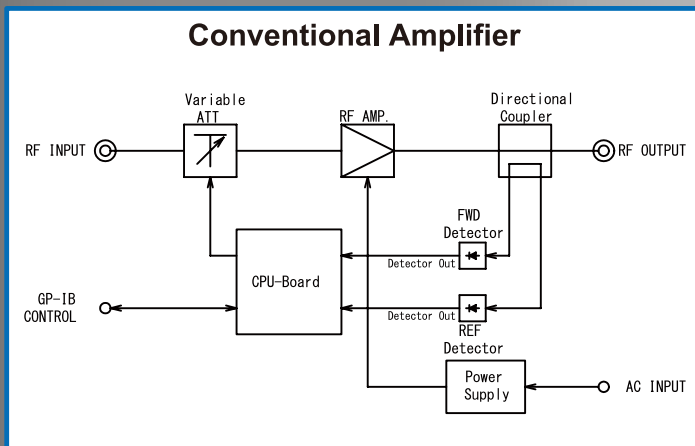 Conventional Amplifier
Variable
ATT
RF AMP.
Directional
Coupler
RF INPUT
RF OUTPUT
FWD
Detector
Detector Out
CPU-Board
GP-IB
CONTROL
Detector Out
REF
Detector
Power
Supply
AC INPUT